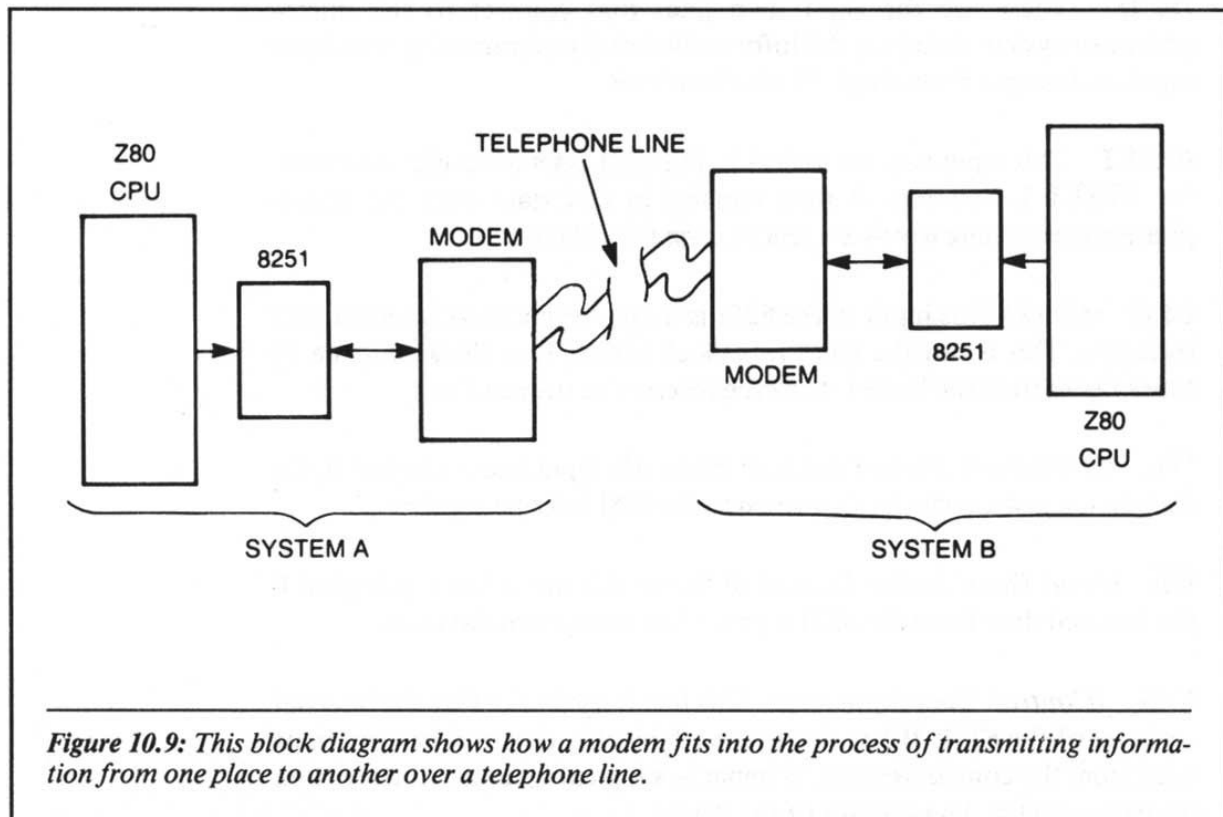 TELEPHONE LINE
Z80
CPU
8251
MODEM
MODEM
8251
Z80
CPU
SYSTEM A
SYSTEM B
Figure 10.9: This block diagram shows how a modem fits into the process of transmitting informa-
tion from one place to another over a telephone line.